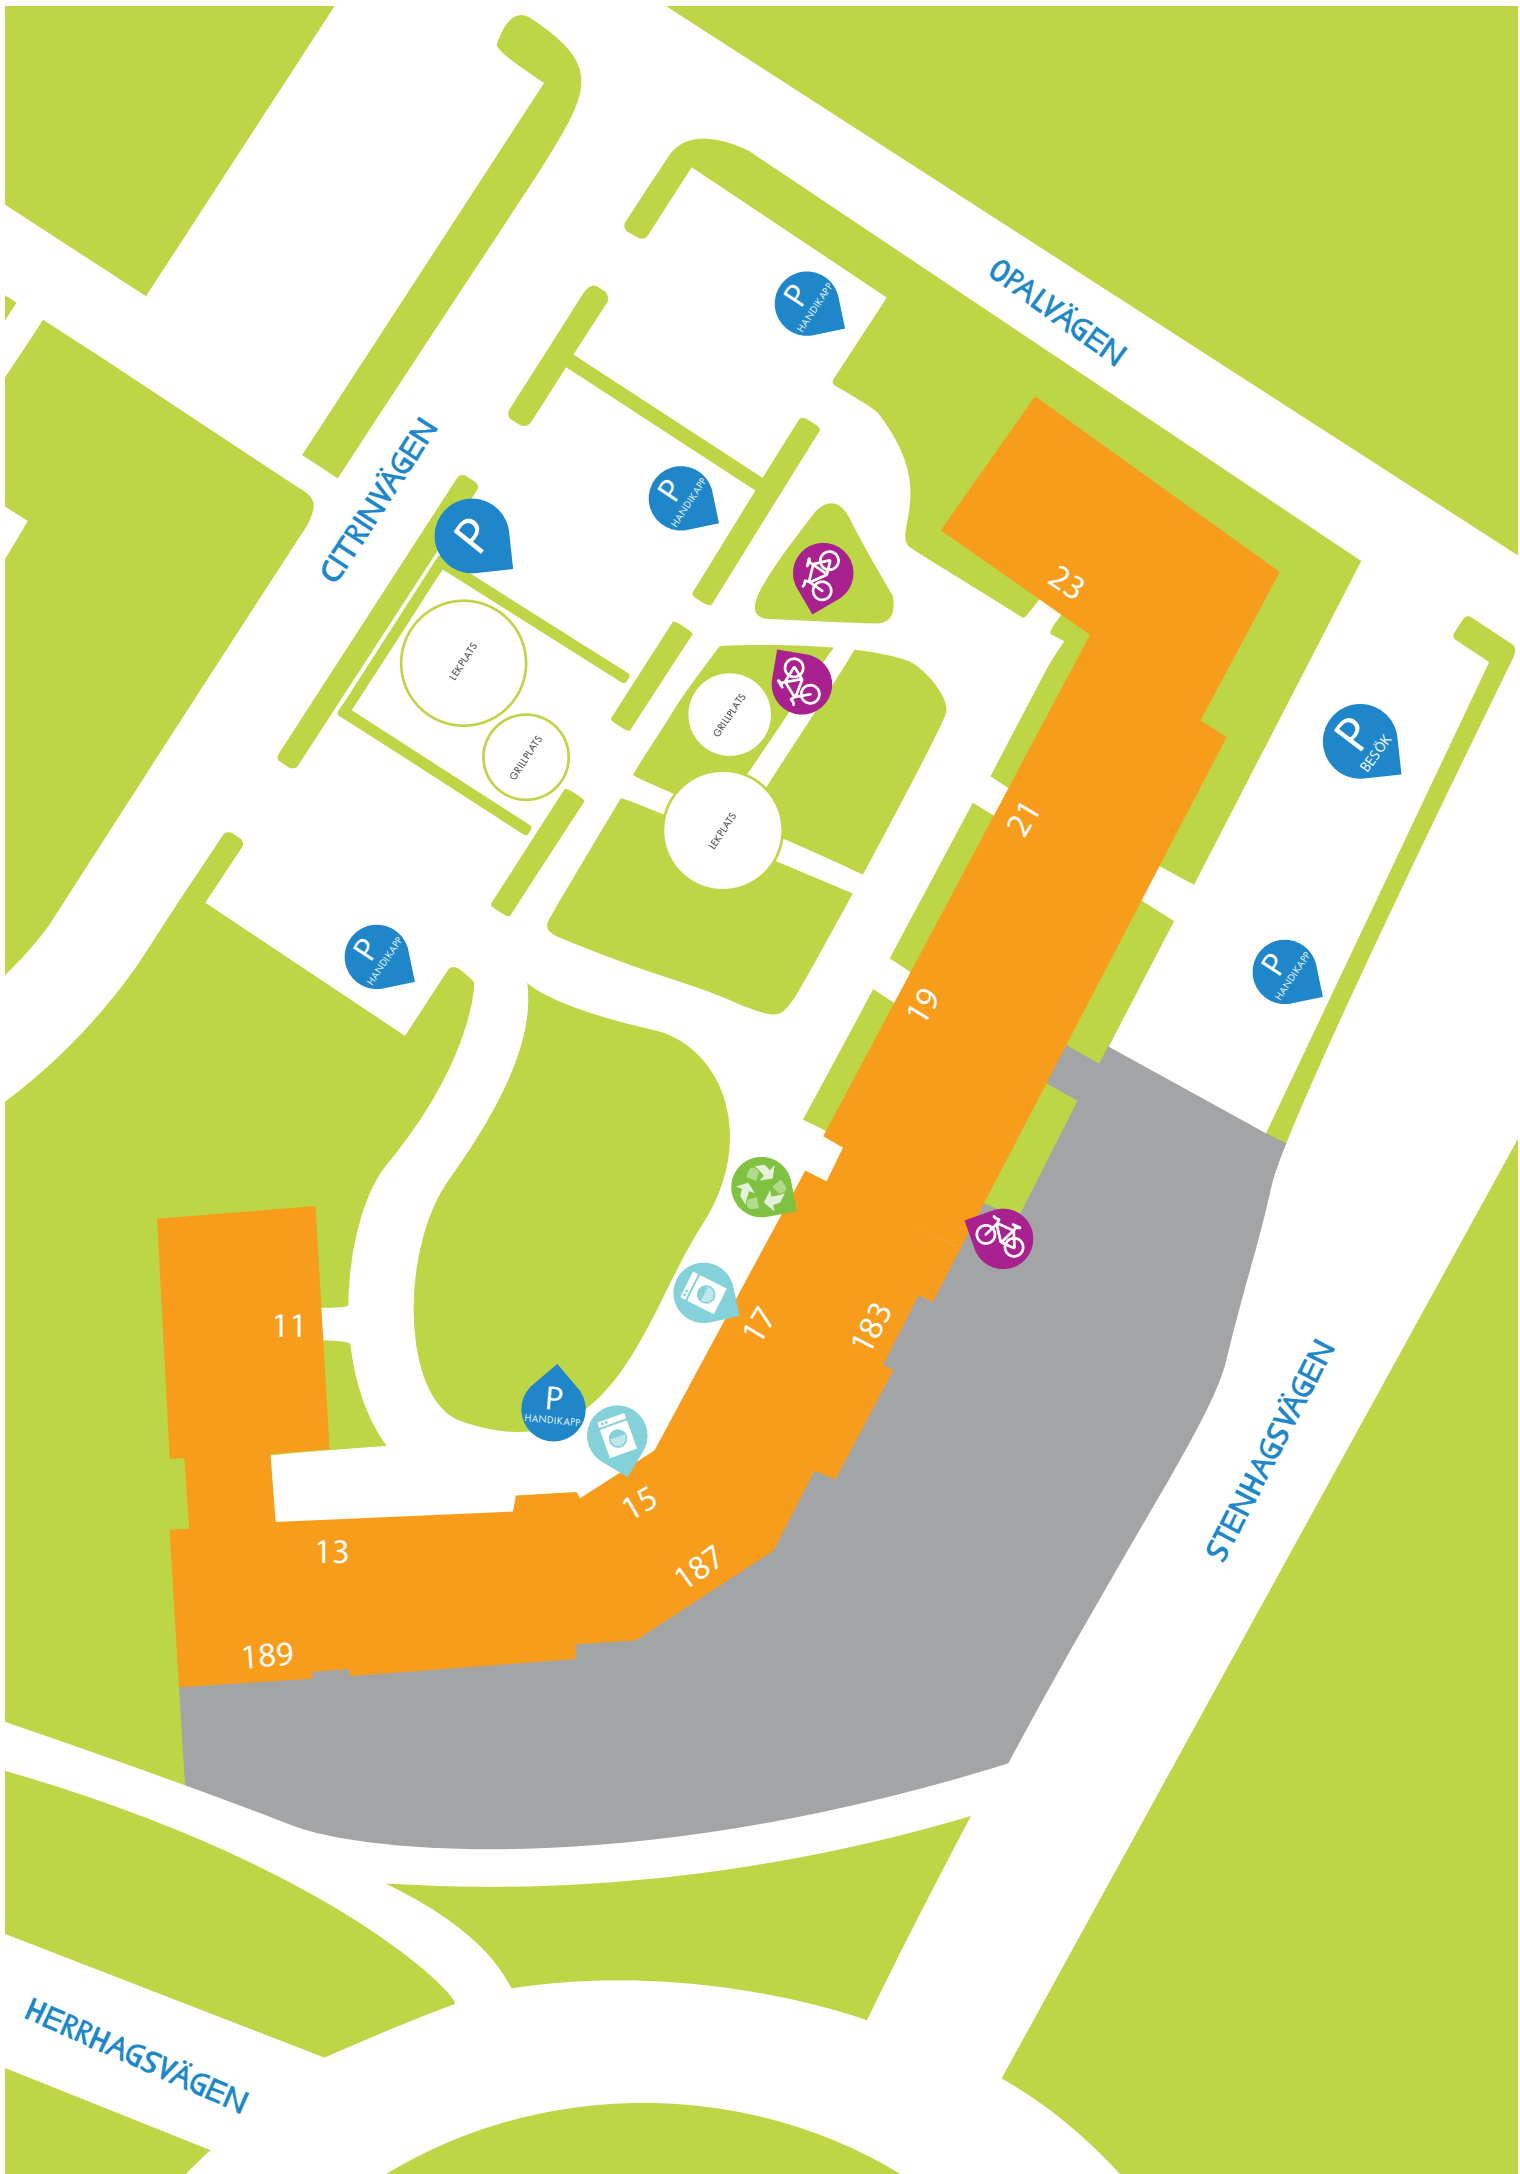 OPALVÄGEN
P
HANDIKAPP
CITRINVÄGEN
P
HANDIKAPP
P
23
LEKPLATS
GRILLPLATS
GRILLPLATS
LEKPLATS
P
BESÖK
21
P
HANDIKAPP
P
HANDIKAPP
19
11
17
183
P
HANDIKAPP
STENHAGSVÄGEN
15
13
187
189
HERRHAGSVÄGEN